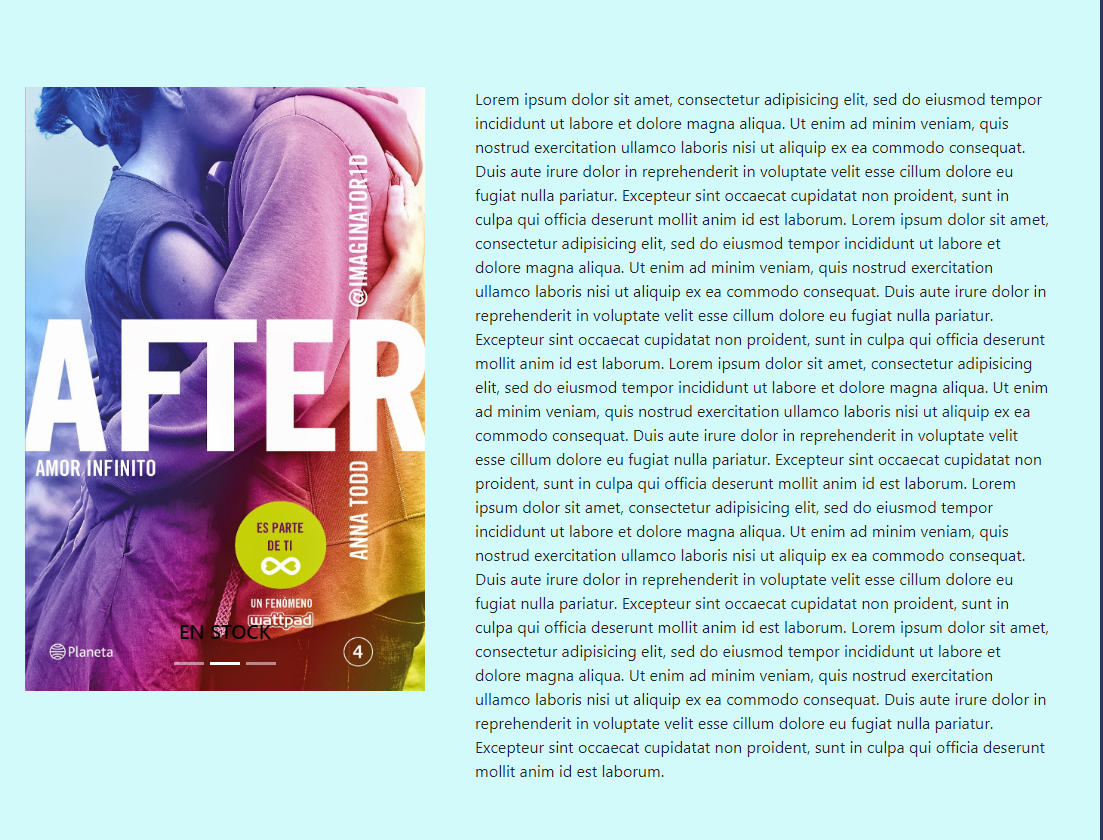 @IMAGINATOR1D
AFTER
AMOR INFINITO
ANNA TODD
ES PARTE
DE TI
UN FENÓMENO
wattpad
EN STOCK
Planeta
4
Lorem ipsum dolor sit amet, consectetur adipisicing elit, sed do eiusmod tempor
incididunt ut labore et dolore magna aliqua. Ut enim ad minim veniam, quis
nostrud exercitation ullamco laboris nisi ut aliquip ex ea commodo consequat.
Duis aute irure dolor in reprehenderit in voluptate velit esse cillum dolore eu
fugiat nulla pariatur. Excepteur sint occaecat cupidatat non proident, sunt in
culpa qui officia deserunt mollit anim id est laborum. Lorem ipsum dolor sit amet,
consectetur adipisicing elit, sed do eiusmod tempor incididunt ut labore et
dolore magna aliqua. Ut enim ad minim veniam, quis nostrud exercitation
ullamco laboris nisi ut aliquip ex ea commodo consequat. Duis aute irure dolor in
reprehenderit in voluptate velit esse cillum dolore eu fugiat nulla pariatur.
Excepteur sint occaecat cupidatat non proident, sunt in culpa qui officia deserunt
mollit anim id est laborum. Lorem ipsum dolor sit amet, consectetur adipisicing
elit, sed do eiusmod tempor incididunt ut labore et dolore magna aliqua. Ut enim
ad minim veniam, quis nostrud exercitation ullamco laboris nisi ut aliquip ex ea
commodo consequat. Duis aute irure dolor in reprehenderit in voluptate velit
esse cillum dolore eu fugiat nulla pariatur. Excepteur sint occaecat cupidatat non
proident, sunt in culpa qui officia deserunt mollit anim id est laborum. Lorem
ipsum dolor sit amet, consectetur adipisicing elit, sed do eiusmod tempor
incididunt ut labore et dolore magna aliqua. Ut enim ad minim veniam, quis
nostrud exercitation ullamco laboris nisi ut aliquip ex ea commodo consequat.
Duis aute irure dolor in reprehenderit in voluptate velit esse cillum dolore eu
fugiat nulla pariatur. Excepteur sint occaecat cupidatat non proident, sunt in
culpa qui officia deserunt mollit anim id est laborum. Lorem ipsum dolor sit amet,
consectetur adipisicing elit, sed do eiusmod tempor incididunt ut labore et
dolore magna aliqua. Ut enim ad minim veniam, quis nostrud exercitation
ullamco laboris nisi ut aliquip ex ea commodo consequat. Duis aute irure dolor in
reprehenderit in voluptate velit esse cillum dolore eu fugiat nulla pariatur.
Excepteur sint occaecat cupidatat non proident, sunt in culpa qui officia deserunt
mollit anim id est laborum.